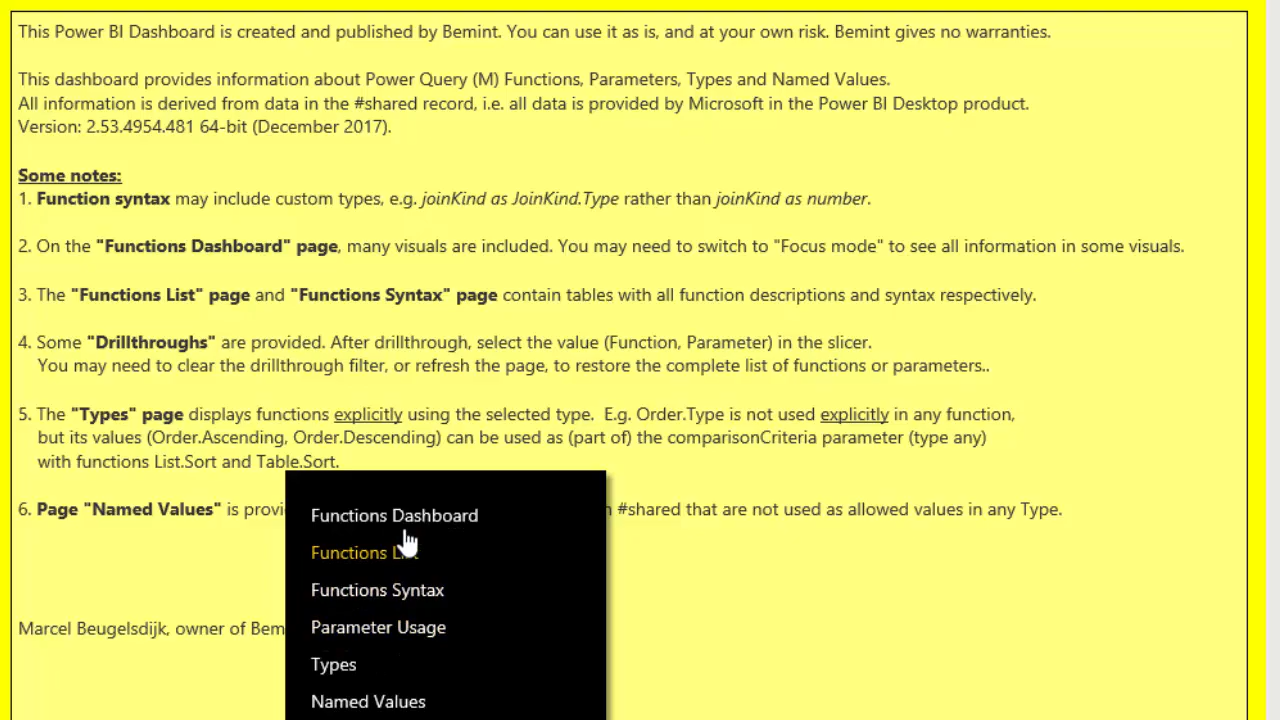 This Power BI Dashboard is created and published by Bemint. You can use it as is, and at your own risk. Bemint gives no warranties.
This dashboard provides information about Power Query (M) Functions, Parameters, Types and Named Values.
All information is derived from data in the #shared record, i.e. all data is provided by Microsoft in the Power BI Desktop product.
Version: 2.53.4954.481 64-bit (December 2017).
Some notes:
1. Function syntax may include custom types, e.g. joinKind as JoinKind.Type rather than joinKind as number.
2. On the "Functions Dashboard" page, many visuals are included. You may need to switch to "Focus mode" to see all information in some visuals.
3. The "Functions List" page and "Functions Syntax" page contain tables with all function descriptions and syntax respectively.
4. Some "Drillthroughs" are provided. After drillthrough, select the value (Function, Parameter) in the slicer.
You may need to clear the drillthrough filter, or refresh the page, to restore the complete list of functions or parameters..
5. The "Types" page displays functions explicitly using the selected type. E.g. Order.Type is not used explicitly in any function,
but its values (Order.Ascending, Order.Descending) can be used as (part of) the comparisonCriteria parameter (type any)
with functions List.Sort and Table.Sort.
6. Page "Named Values" is #shared that are not used as allowed values in any Type.
Marcel Beugelsdijk, owner of
Functions Dashboard
Functions
Functions Syntax
Parameter Usage
Types
Named Values